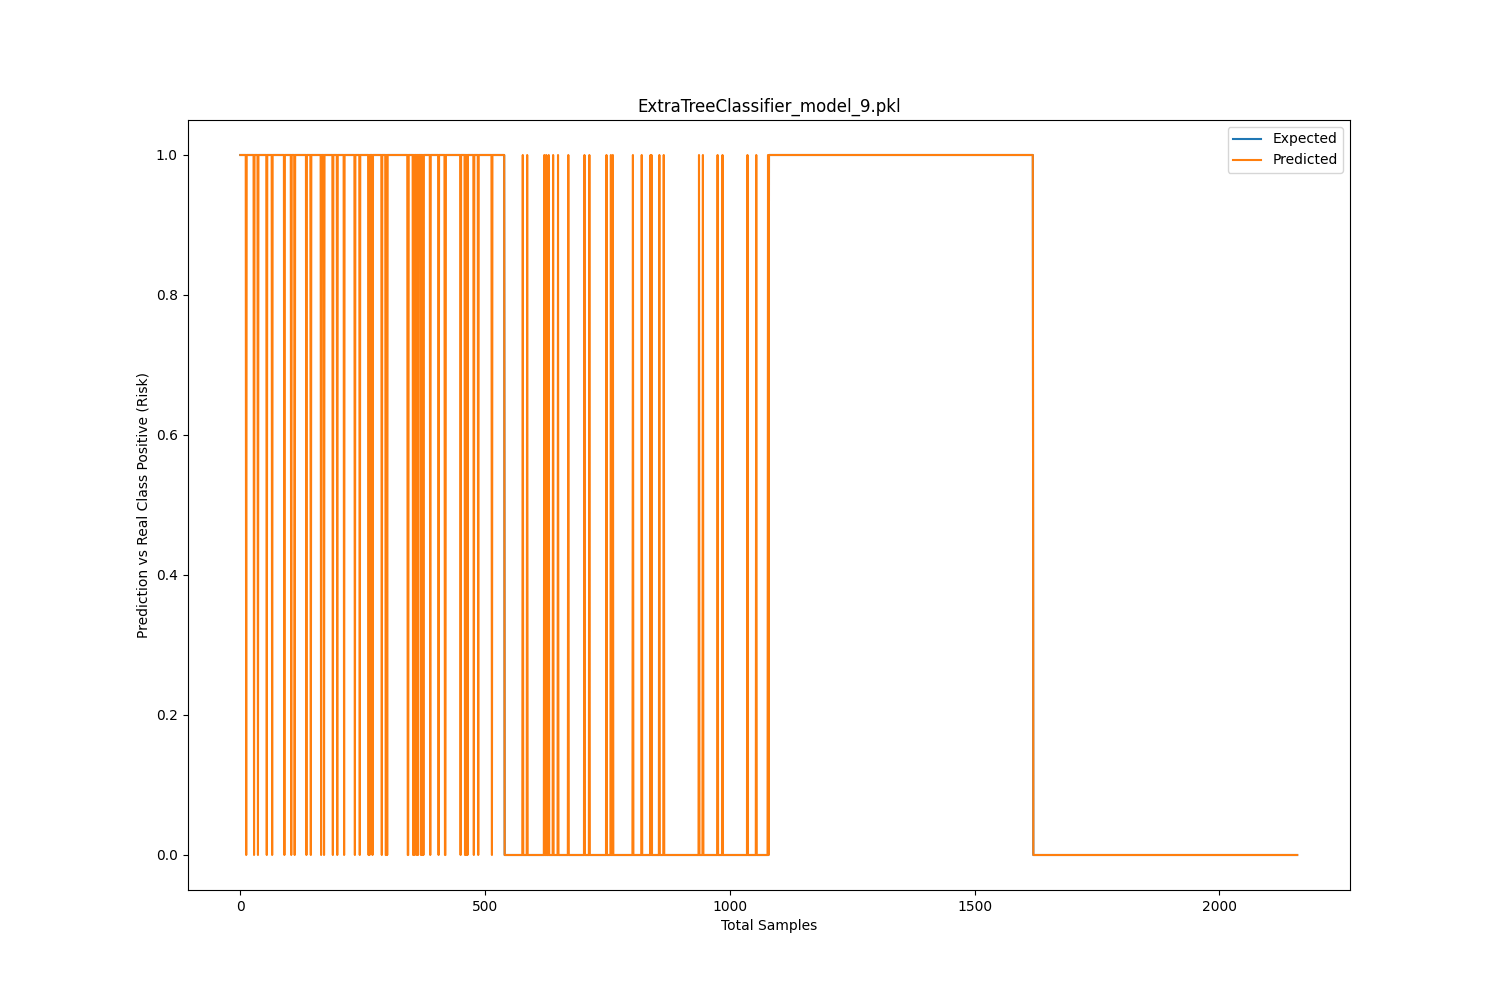 ExtraTreeClassifier_model_9.pkl
Expected
Predicted
1.0
0.8
0.6
0.4
0.2
0.0
Prediction vs Real Class Positive (Risk)
0
500
1000
1500
2000
Total Samples